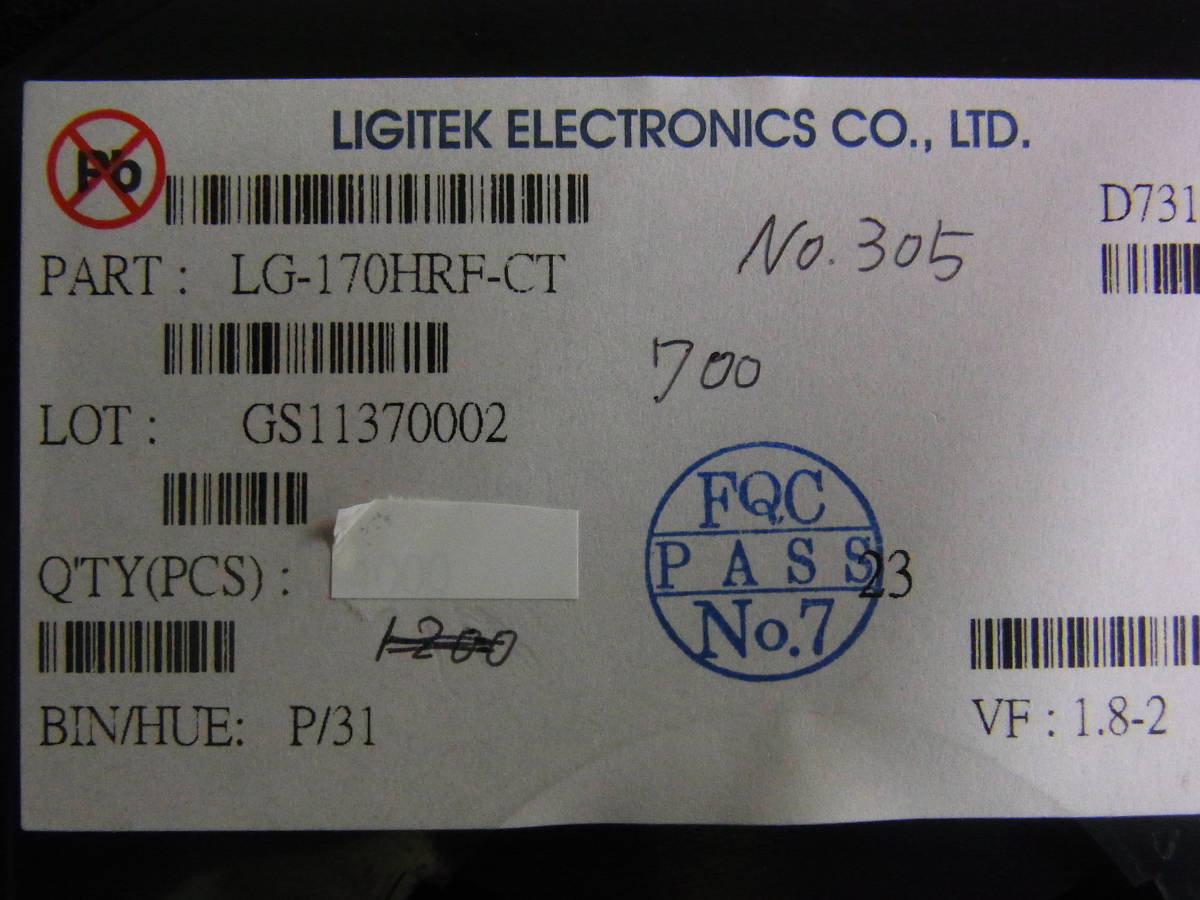 LIGITEK ELECTRONICS CO., LTD.
Pb
D731
No. 305
PART : LG-170HRF-CT
700
LOT : GS11370002
FQC
PASS
No.7
23
Q'TY(PCS) :
1200
BIN/HUE: P/31
VF : 1.8-2